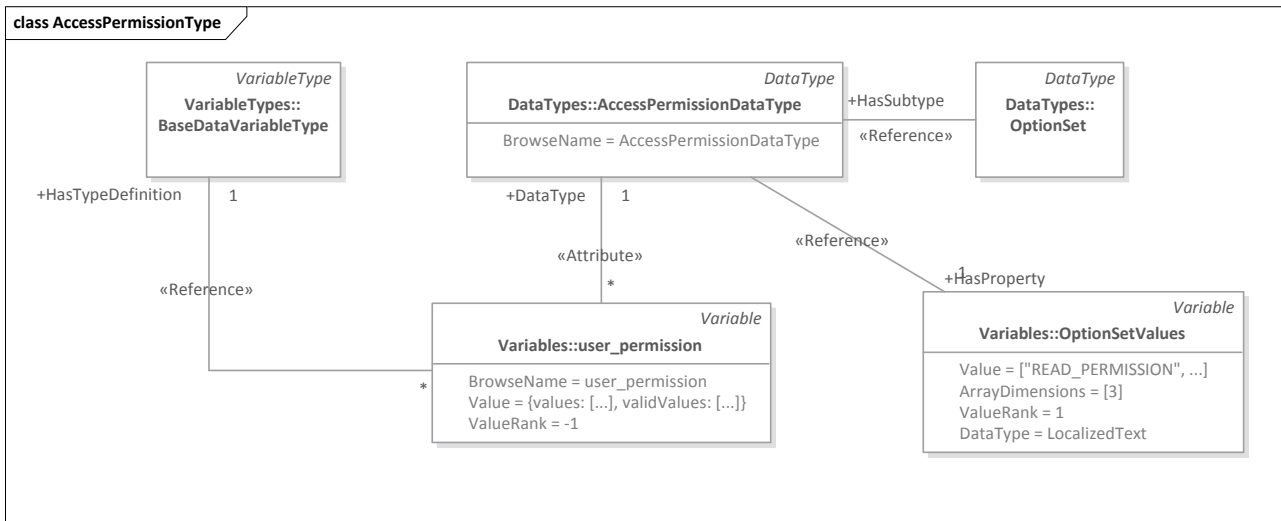 class AccessPermissionType
VariableType
VariableTypes::
BaseDataVariableType
DataType
DataTypes::AccessPermissionDataType
BrowseName = AccessPermissionDataType
+HasSubtype
«Reference»
DataType
DataTypes::
OptionSet
+HasTypeDefinition
1
+DataType
1
«Reference»
«Attribute»
*
«Reference»
1
+HasProperty
Variable
Variables::user_permission
BrowseName = user_permission
Value = {values: [...], validValues: [...]}
ValueRank = -1
*
Variable
Variables::OptionSetValues
Value = ["READ_PERMISSION", ...]
ArrayDimensions = [3]
ValueRank = 1
DataType = LocalizedText